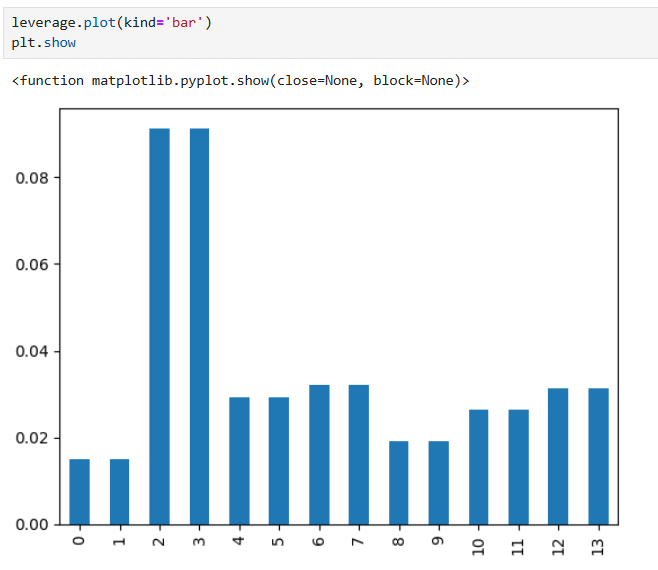 leverage.plot(kind='bar')
plt.show
<function matplotlib.pyplot.show(close=None, block=None)>
0.08
0.06
0.04
0.02
0.00
0 1 2 3 4 5 6 7 8 9 10 11 12 13